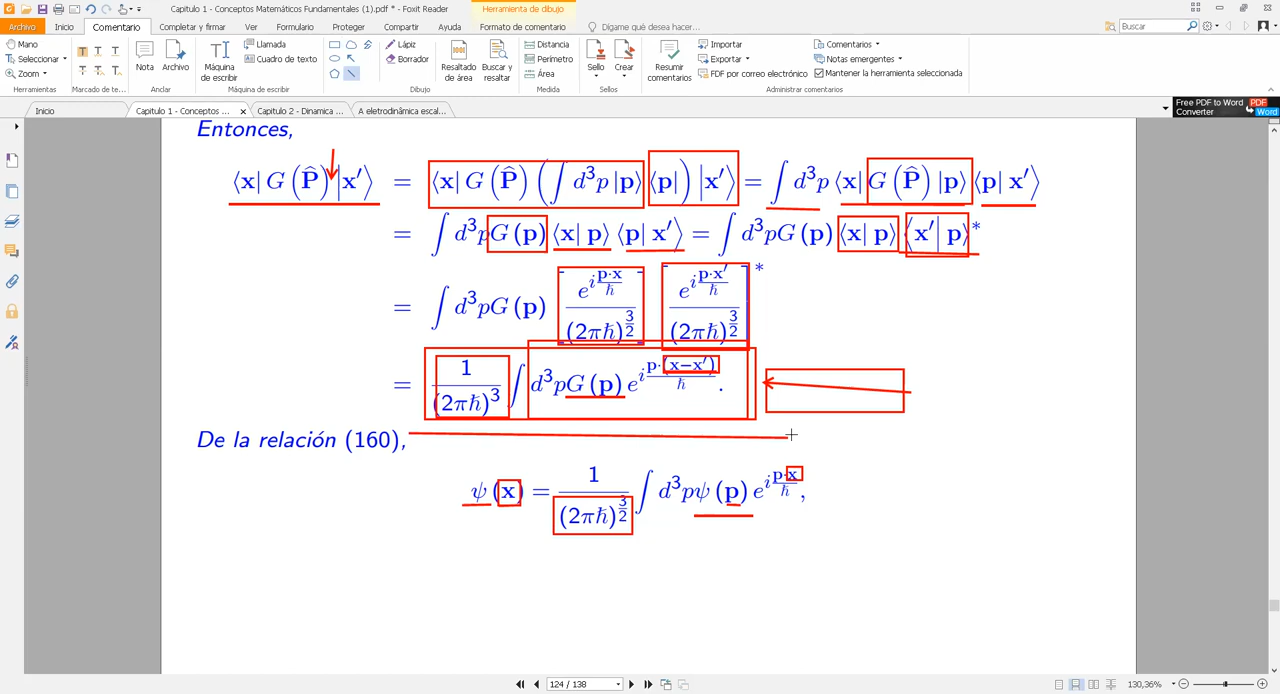 Capitulo 1 - Conceptos Matemáticos Fundamentales (1).pdf * - Foxit Reader
Herramienta de dibujo
Archivo Inicio Comentario Completar y firmar Ver Formulario Proteger Compartir Ayuda Formato de comentario Dígame qué desea hacer... Buscar
Mano
Seleccionar
Zoom
Herramientas
Marcado de te...
Nota
Archivo
Anclar
Máquina de escribir
Llamada
Cuadro de texto
Máquina de escribir
Lápiz
Borrador
Dibujo
Resaltado de área
Buscar y resaltar
Distancia
Perímetro
Área
Medida
Sello
Crear
Sellos
Resumir comentarios
Importar
Exportar
FDF por correo electrónico
Comentarios
Notas emergentes
Mantener la herramienta seleccionada
Administrar comentarios
Inicio Capitulo 1 - Conceptos ... Capitulo 2 - Dinamica ... A eletrodinâmica escal...
Free PDF to Word Converter
PDF
Word
Entonces,
⟨x| G (P̂) |x′⟩ = ⟨x| G (P̂) (∫ d³p |p⟩ ⟨p|) |x′⟩ = ∫ d³p ⟨x| G (P̂) |p⟩ ⟨p| x′⟩
= ∫ d³pG (p) ⟨x| p⟩ ⟨p| x′⟩ = ∫ d³pG (p) ⟨x| p⟩ ⟨x′| p⟩*
= ∫ d³pG (p) [e^{i p·x/ħ} / (2πħ)^{3/2}] [e^{i p·x′/ħ} / (2πħ)^{3/2}]*
= 1/(2πħ)³ ∫ d³pG (p) e^{i p·(x−x′)/ħ}.
De la relación (160),
ψ (x) = 1/(2πħ)^{3/2} ∫ d³pψ (p) e^{i p·x/ħ},
124 / 138
130,36%